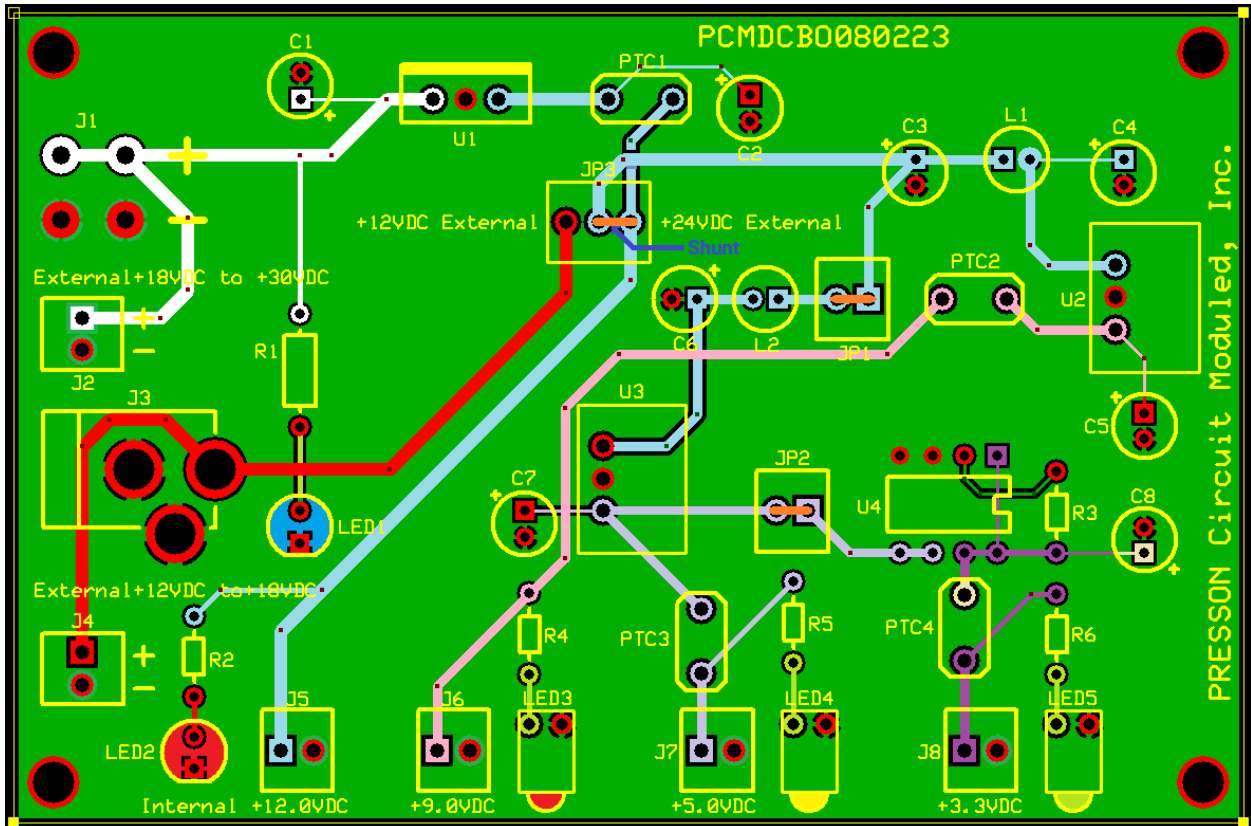 PCMDCBO080223
C1
PTC1
J1
+
U1
C2
C3
L1
C4
JP3
+12VDC External
+24VDC External
Shunt
External+18VDC to +30VDC
PTC2
U2
R1
+
J2
C6
L2
JP1
J3
U3
C5
C7
JP2
U4
R3
C8
LED1
External+12VDC to+18VDC
J4
+
R2
R4
PTC3
R5
PTC4
R6
J5
J6
LED3
LED4
LED5
LED2
J7
J8
Internal
+12.0VDC
+9.0VDC
+5.0VDC
+3.3VDC
PRESSON Circuit Moduled, Inc.